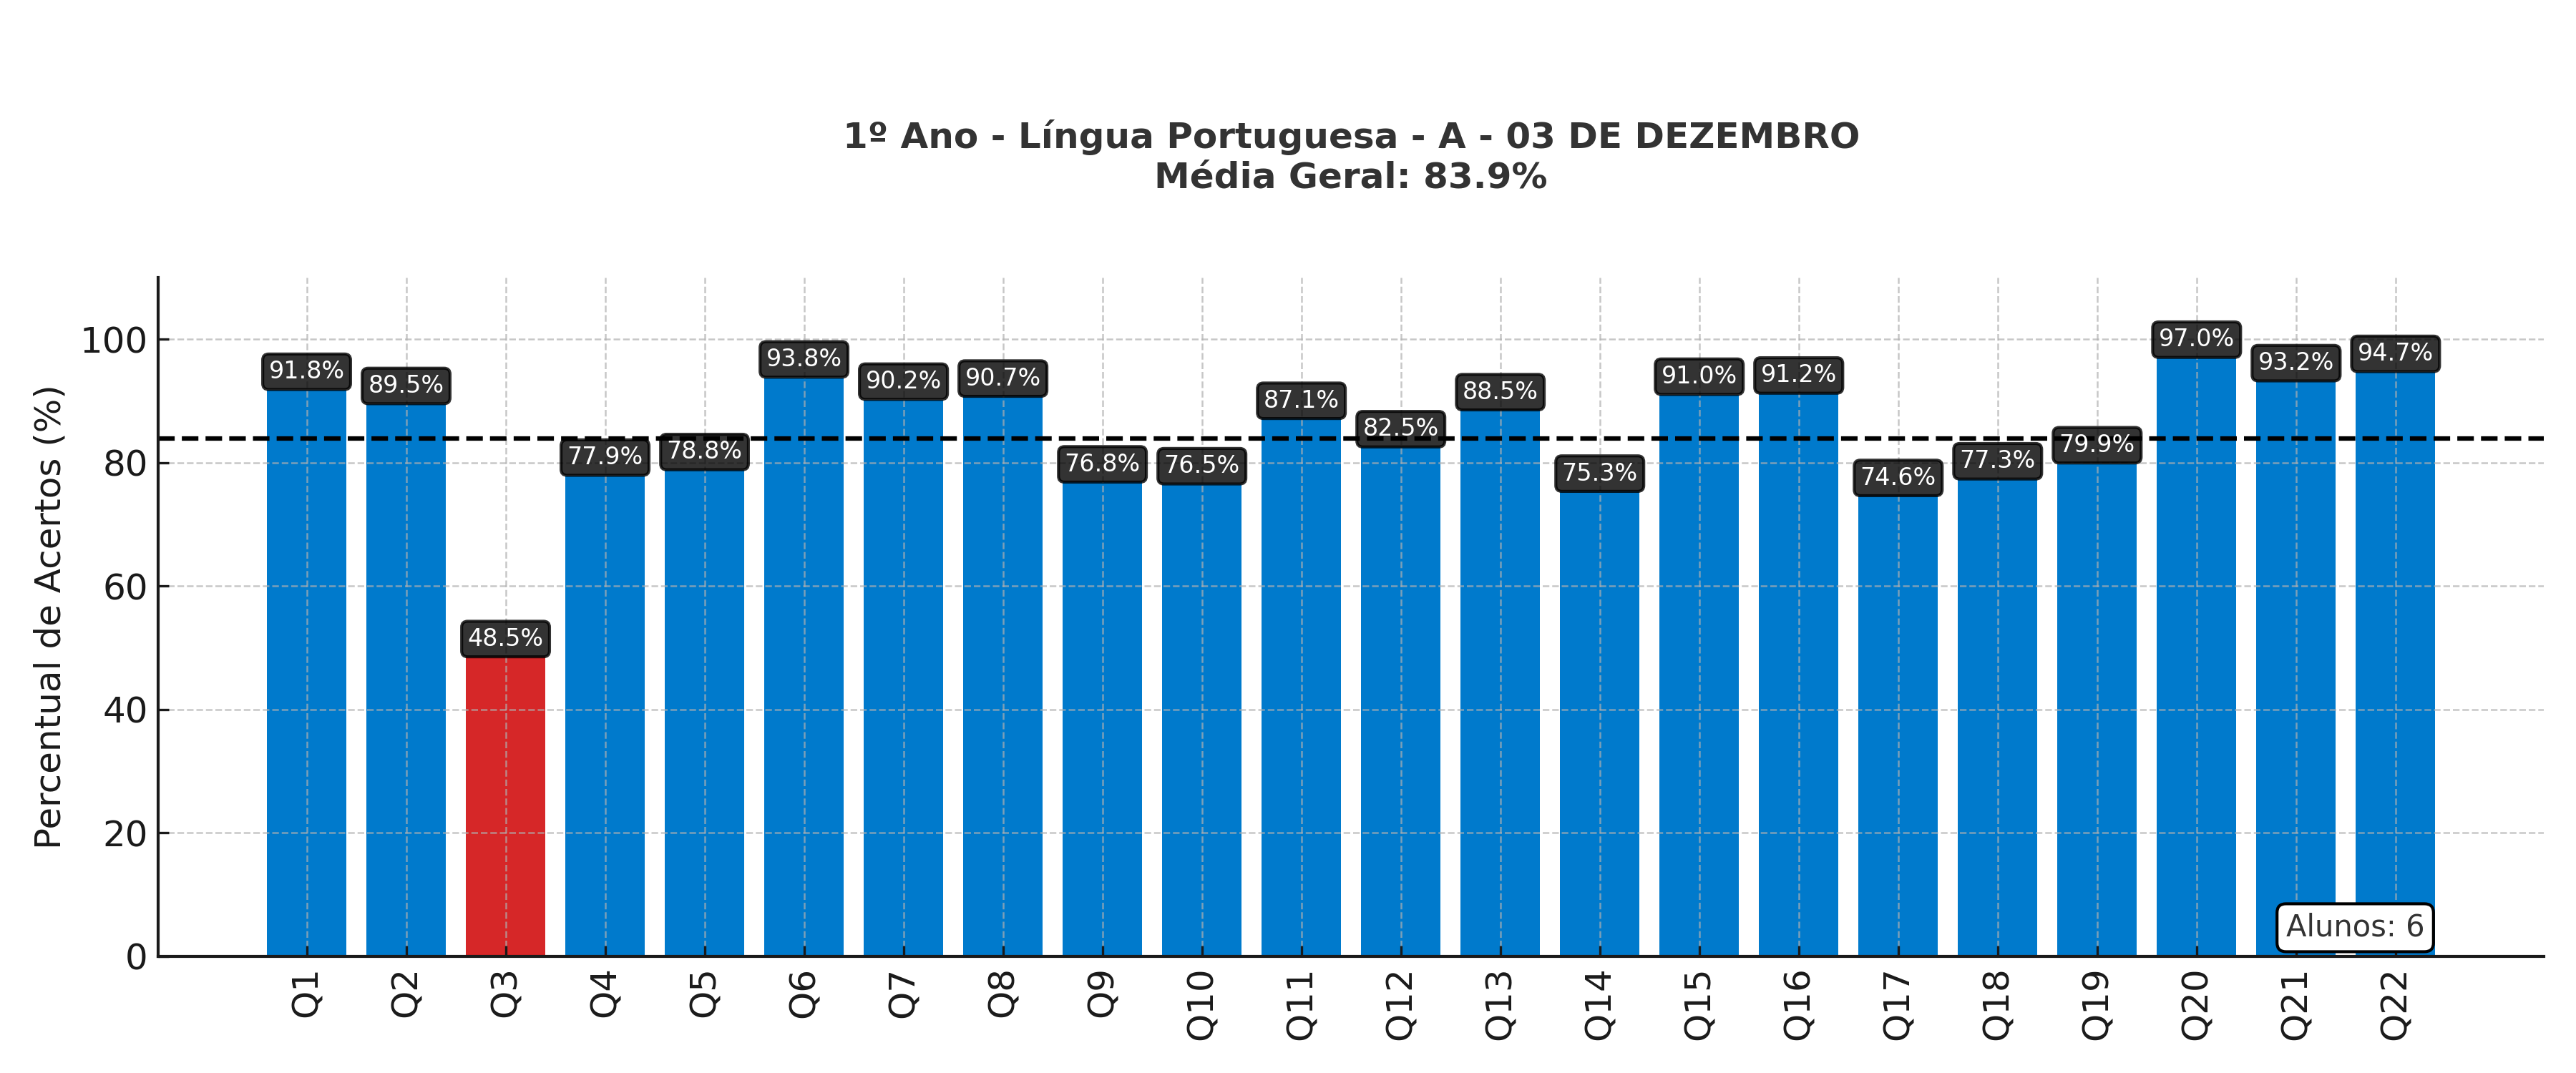 1º Ano - Língua Portuguesa - A - 03 DE DEZEMBRO
Média Geral: 83.9%
Percentual de Acertos (%)
100
80
60
40
20
0
91.8%
89.5%
48.5%
77.9%
78.8%
93.8%
90.2%
90.7%
76.8%
76.5%
87.1%
82.5%
88.5%
75.3%
91.0%
91.2%
74.6%
77.3%
79.9%
97.0%
93.2%
94.7%
Alunos: 6
Q1
Q2
Q3
Q4
Q5
Q6
Q7
Q8
Q9
Q10
Q11
Q12
Q13
Q14
Q15
Q16
Q17
Q18
Q19
Q20
Q21
Q22